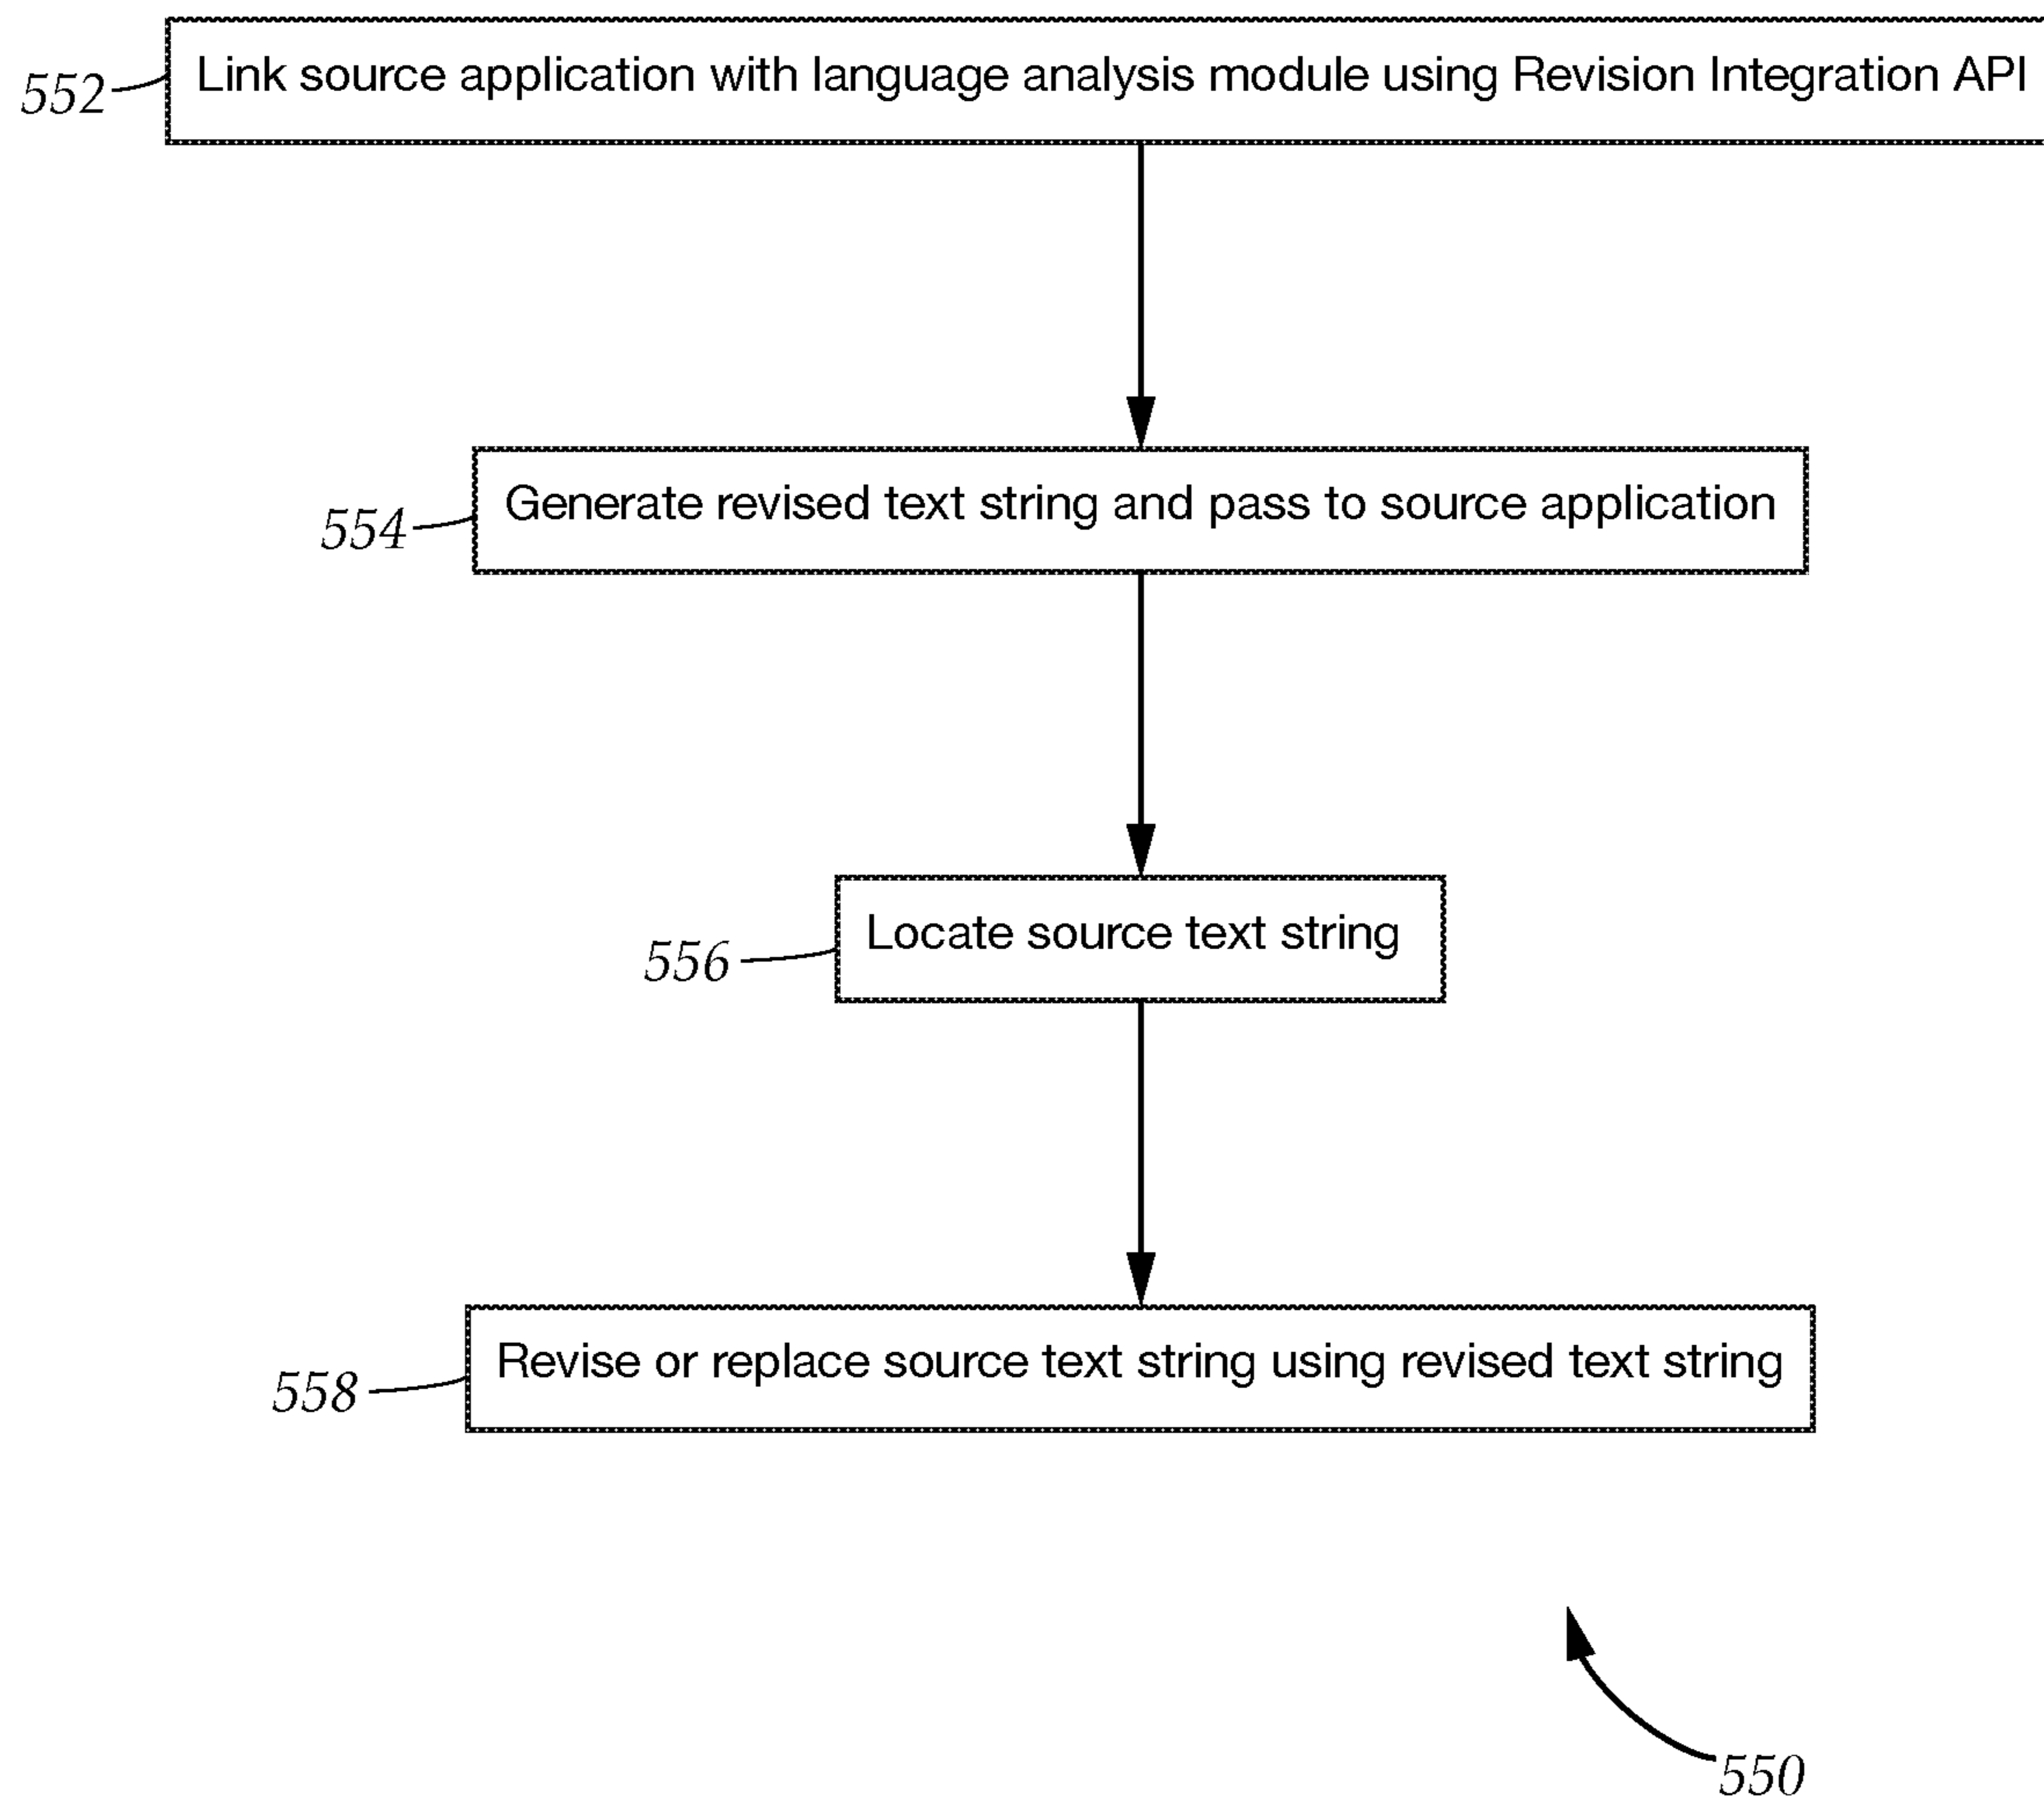 552
Link source application with language analysis module using Revision Integration API
554
Generate revised text string and pass to source application
556
Locate source text string
558
Revise or replace source text string using revised text string
550